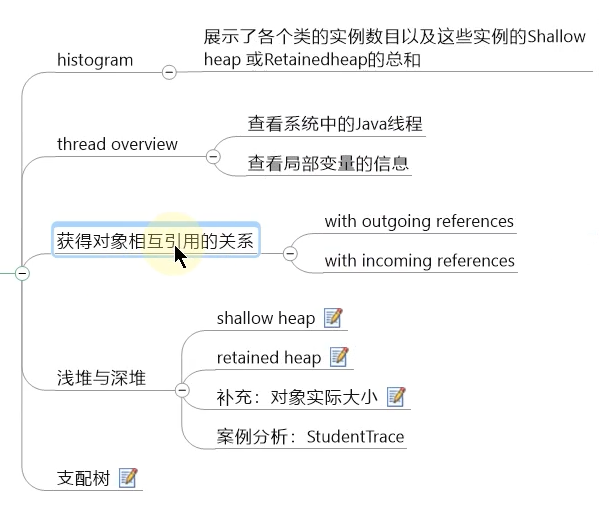 histogram
展示了各个类的实例数目以及这些实例的Shallow
heap 或Retainedheap的总和
thread overview
查看系统中的Java线程
查看局部变量的信息
获得对象相互引用的关系
with outgoing references
with incoming references
浅堆与深堆
shallow heap
retained heap
补充：对象实际大小
案例分析：StudentTrace
支配树